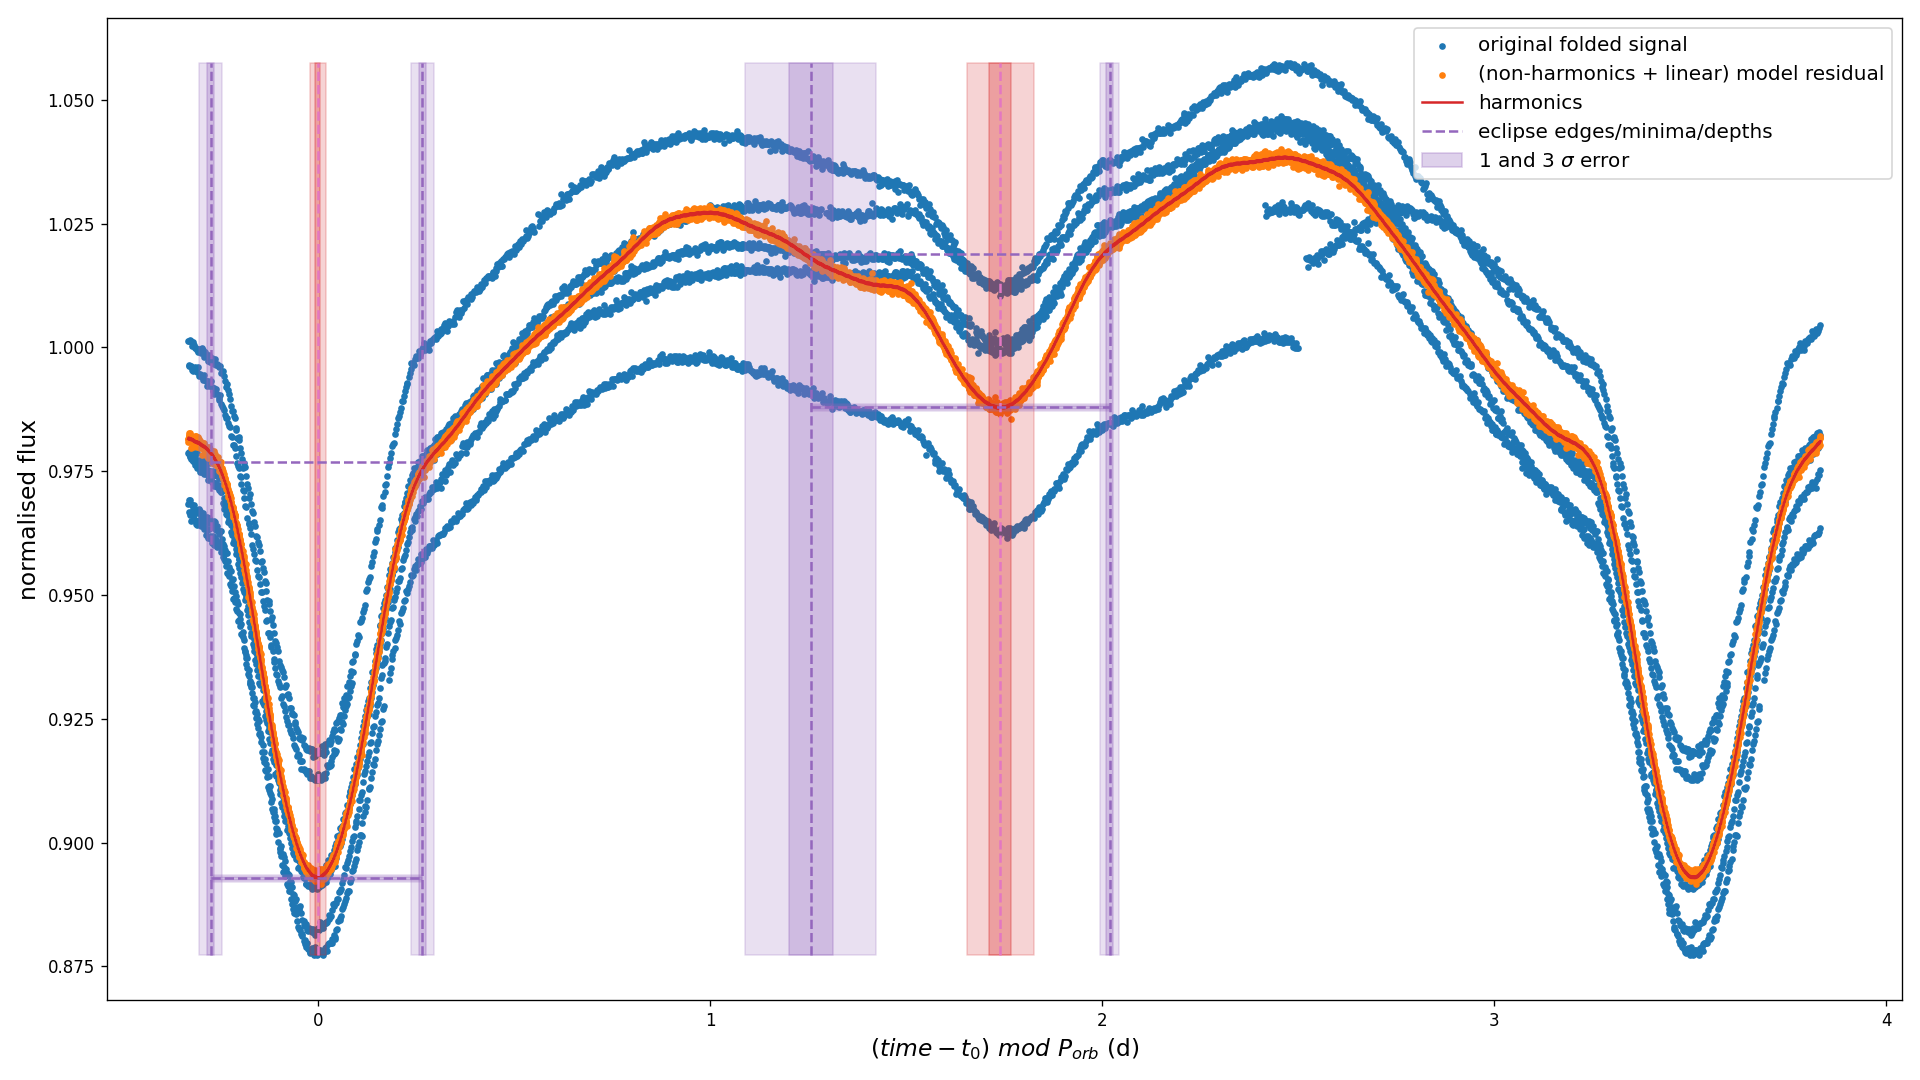 original folded signal
(non-harmonics + linear) model residual
harmonics
eclipse edges/minima/depths
1 and 3 σ error
normalised flux
1.050
1.025
1.000
0.975
0.950
0.925
0.900
0.875
0 1 2 3 4
(time − t₀) mod Pₒᵣᵦ (d)